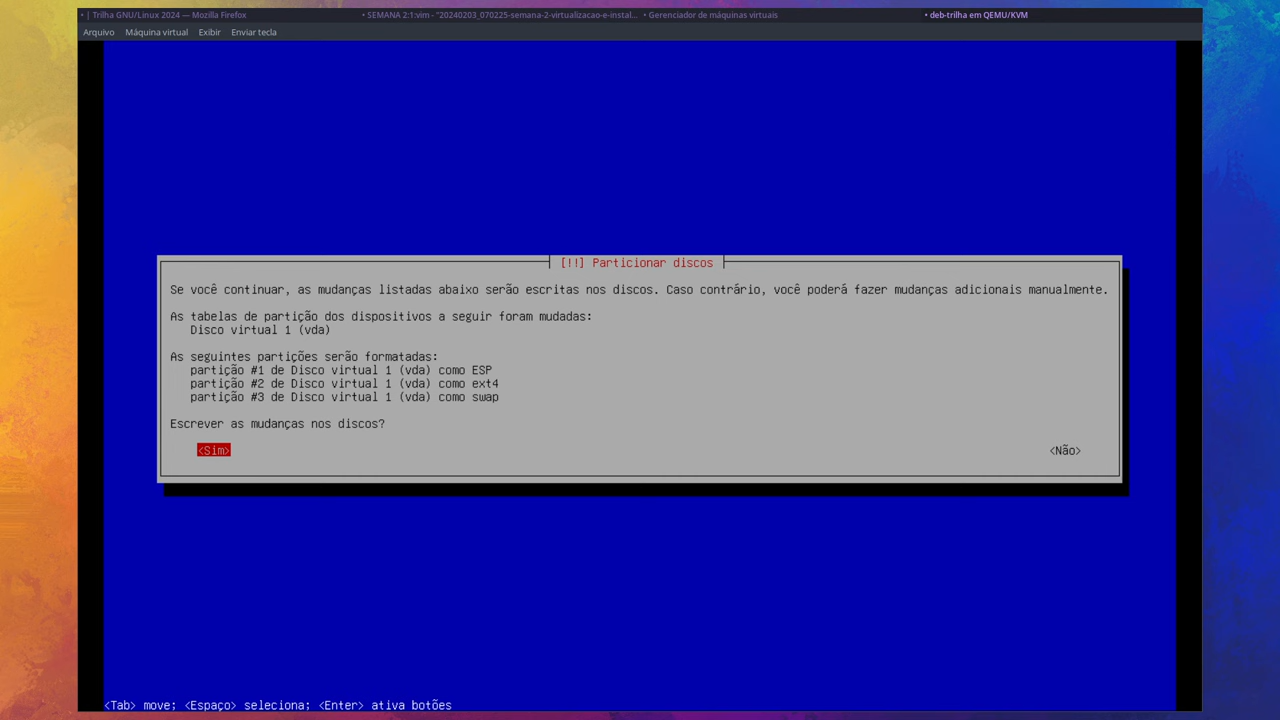 • | Trilha GNU/Linux 2024 — Mozilla Firefox
• SEMANA 2:1:vim - "20240203_070225-semana-2-virtualizacao-e-instal...
• Gerenciador de máquinas virtuais
• deb-trilha em QEMU/KVM
Arquivo Máquina virtual Exibir Enviar tecla
[!!] Particionar discos
Se você continuar, as mudanças listadas abaixo serão escritas nos discos. Caso contrário, você poderá fazer mudanças adicionais manualmente.
As tabelas de partição dos dispositivos a seguir foram mudadas:
Disco virtual 1 (vda)
As seguintes partições serão formatadas:
partição #1 de Disco virtual 1 (vda) como ESP
partição #2 de Disco virtual 1 (vda) como ext4
partição #3 de Disco virtual 1 (vda) como swap
Escrever as mudanças nos discos?
<Sim> <Não>
<Tab> move; <Espaço> seleciona; <Enter> ativa botões